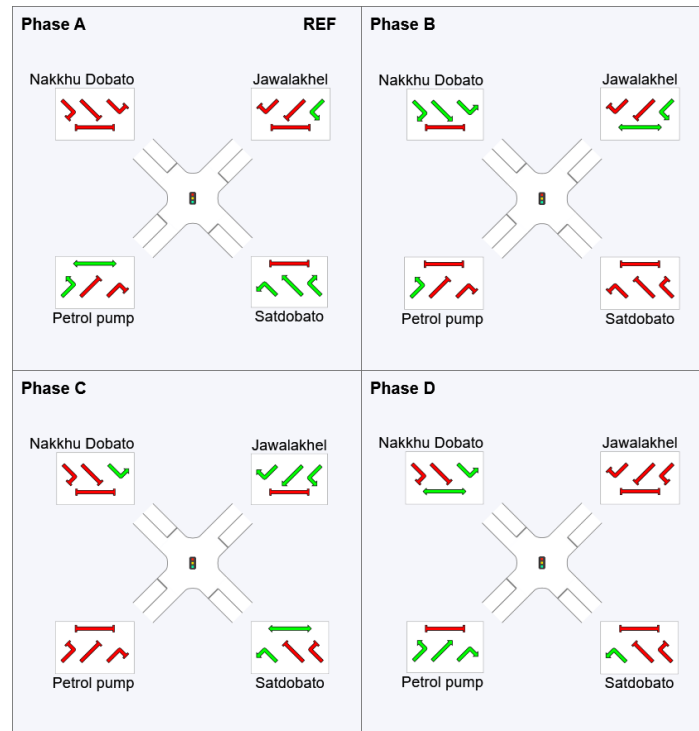 Phase A
REF
Nakkhu Dobato
Jawalakhel
Petrol pump
Satdobato
Phase B
Nakkhu Dobato
Jawalakhel
Petrol pump
Satdobato
Phase C
Nakkhu Dobato
Jawalakhel
Petrol pump
Satdobato
Phase D
Nakkhu Dobato
Jawalakhel
Petrol pump
Satdobato